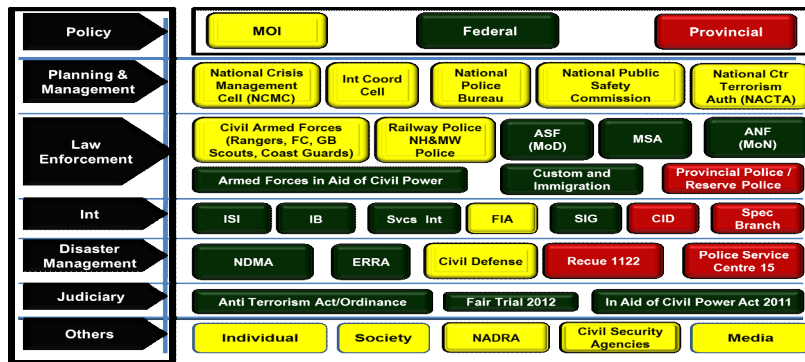 Policy
MOI
Federal
Provincial
Planning &
Management
National Crisis
Management
Cell (NCMC)
Int Coord
Cell
National
Police
Bureau
National Public
Safety
Commission
National Ctr
Terrorism
Auth (NACTA)
Law
Enforcement
Civil Armed Forces
(Rangers, FC, GB
Scouts, Coast Guards)
Railway Police
NH&MW
Police
ASF
(MoD)
MSA
ANF
(MoN)
Armed Forces in Aid of Civil Power
Custom and
Immigration
Provincial Police /
Reserve Police
Int
ISI
IB
Svcs Int
FIA
SIG
CID
Spec
Branch
Disaster
Management
NDMA
ERRA
Civil Defense
Recue 1122
Police Service
Centre 15
Judiciary
Anti Terrorism Act/Ordinance
Fair Trial 2012
In Aid of Civil Power Act 2011
Others
Individual
Society
NADRA
Civil Security
Agencies
Media